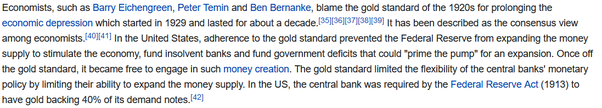 Economists, such as Barry Eichengreen, Peter Temin and Ben Bernanke, blame the gold standard of the 1920s for prolonging the
economic depression which started in 1929 and lasted for about a decade.[35][36][37][38][39] It has been described as the consensus view
among economists.[40][41] In the United States, adherence to the gold standard prevented the Federal Reserve from expanding the money
supply to stimulate the economy, fund insolvent banks and fund government deficits that could "prime the pump" for an expansion. Once off
the gold standard, it became free to engage in such money creation. The gold standard limited the flexibility of the central banks' monetary
policy by limiting their ability to expand the money supply. In the US, the central bank was required by the Federal Reserve Act (1913) to
have gold backing 40% of its demand notes.[42]